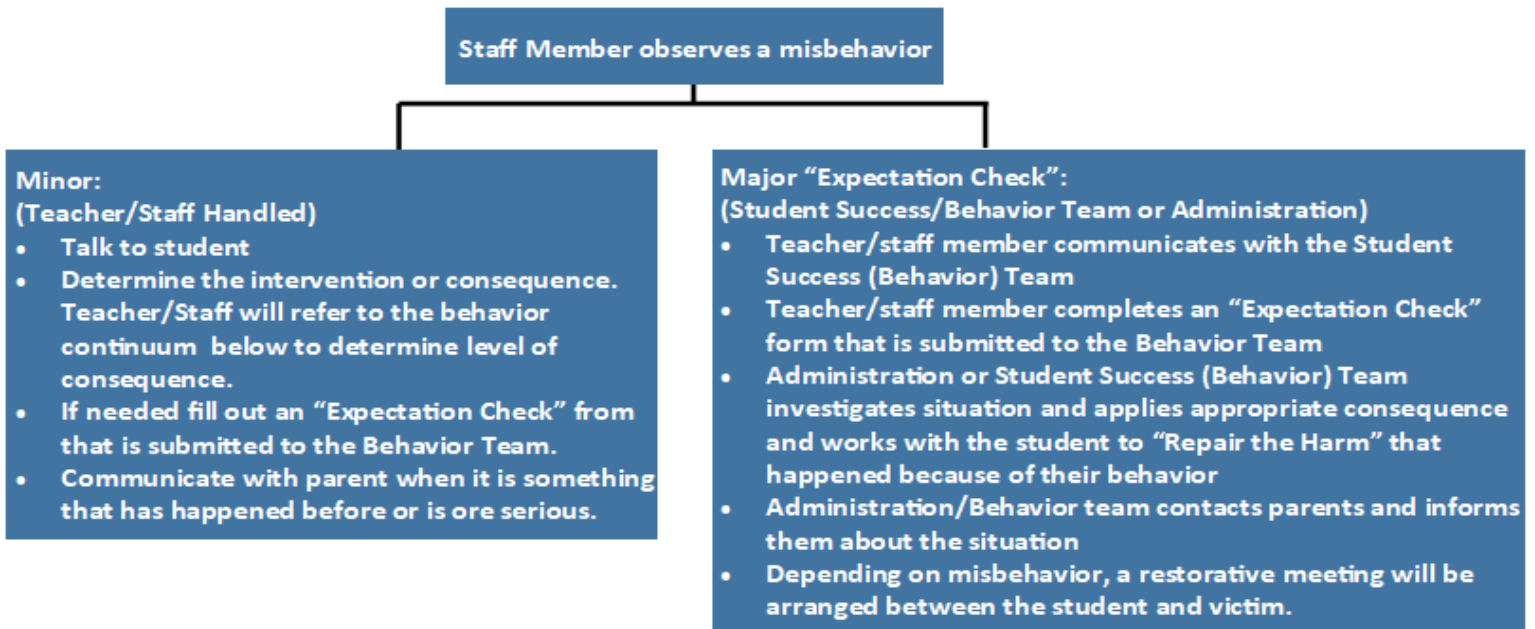 Staff Member observes a misbehavior
Minor:
(Teacher/Staff Handled)
• Talk to student
• Determine the intervention or consequence.
Teacher/Staff will refer to the behavior
continuum below to determine level of
consequence.
• If needed fill out an “Expectation Check” from
that is submitted to the Behavior Team.
• Communicate with parent when it is something
that has happened before or is ore serious.
Major “Expectation Check”:
(Student Success/Behavior Team or Administration)
• Teacher/staff member communicates with the Student
Success (Behavior) Team
• Teacher/staff member completes an “Expectation Check”
form that is submitted to the Behavior Team
• Administration or Student Success (Behavior) Team
investigates situation and applies appropriate consequence
and works with the student to “Repair the Harm” that
happened because of their behavior
• Administration/Behavior team contacts parents and informs
them about the situation
• Depending on misbehavior, a restorative meeting will be
arranged between the student and victim.